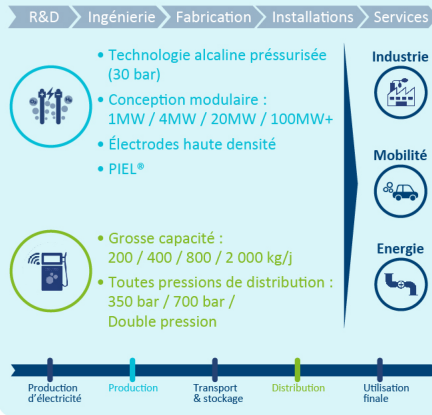 R&D Ingénierie Fabrication Installations Services
• Technologie alcaline préssurisée
(30 bar)
• Conception modulaire :
1MW / 4MW / 20MW / 100MW+
• Électrodes haute densité
• PIEL®
• Grosse capacité :
200 / 400 / 800 / 2 000 kg/j
• Toutes pressions de distribution :
350 bar / 700 bar /
Double pression
Industrie
Mobilité
Energie
Production
d'électricité
Production
Transport
& stockage
Distribution
Utilisation
finale